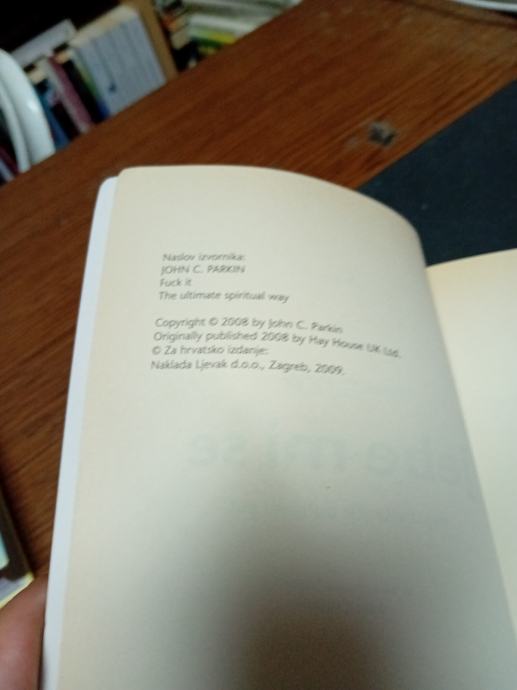 Naslov izvornika:
JOHN C. PARKIN
Fuck it
The ultimate spiritual way
Copyright © 2008 by John C. Parkin
Originally published 2008 by Hay House UK Ltd.
© Za hrvatsko izdanje:
Naklada Ljevak d.o.o., Zagreb, 2009.